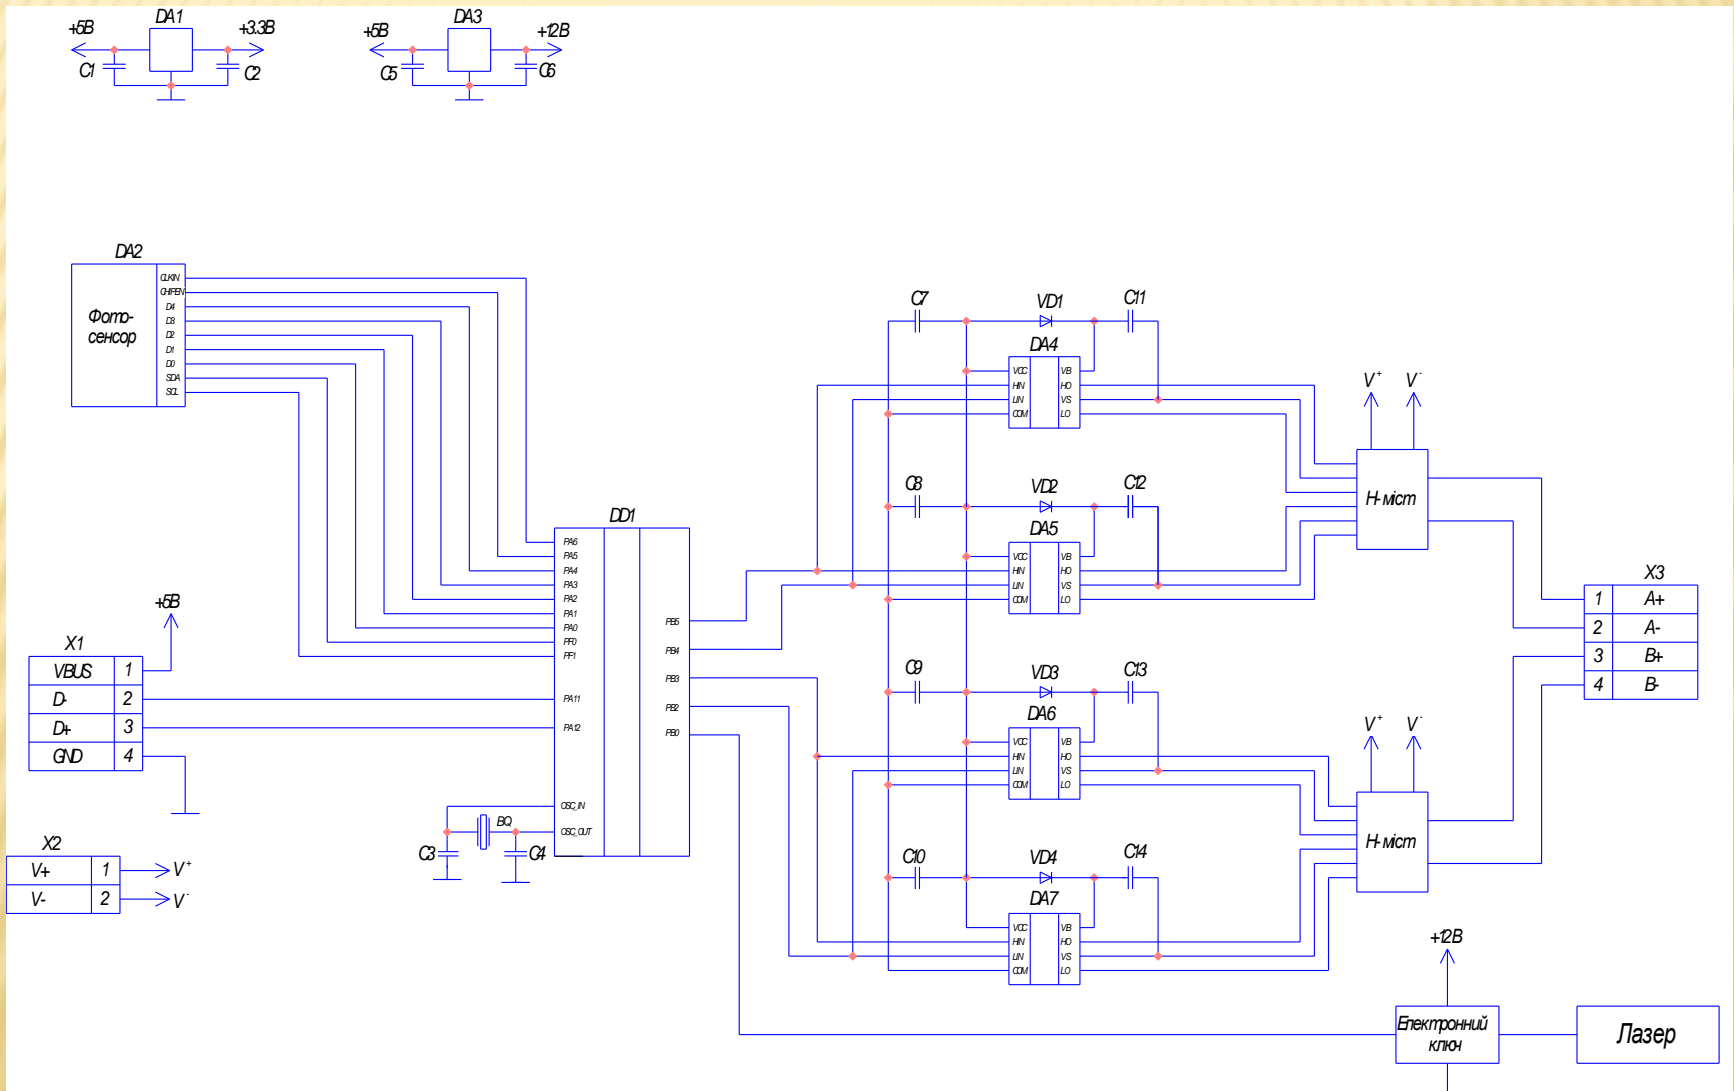 DA1
+5В
+3.3В
C1
C2
DA3
+5В
+12В
C5
C6
DA2
Фото-
сенсор
CLKIN
CHIPEN
D4
D3
D2
D1
D0
SDA
SCL
X1
+5В
VBUS 1
D- 2
D+ 3
GND 4
X2
V+ 1 V+
V- 2 V-
DD1
PA6
PA5
PA4
PA3
PA2
PA1
PA0
PF0
PF1
PA11
PA12
OSC_IN
OSC_OUT
PB5
PB4
PB3
PB2
PB0
BQ
C3
C4
C7
VD1
C11
DA4
VCC VB
HIN HO
LIN VS
COM LO
C8
VD2
C12
DA5
VCC VB
HIN HO
LIN VS
COM LO
C9
VD3
C13
DA6
VCC VB
HIN HO
LIN VS
COM LO
C10
VD4
C14
DA7
VCC VB
HIN HO
LIN VS
COM LO
V+ V-
Н-міст
V+ V-
Н-міст
X3
1 A+
2 A-
3 B+
4 B-
+12В
Електронний
ключ
Лазер